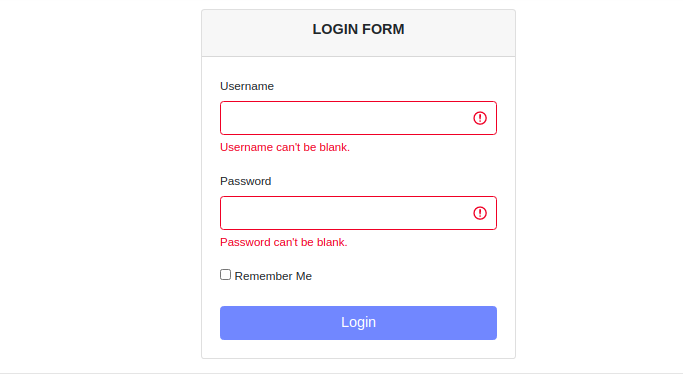 LOGIN FORM
Username
Username can't be blank.
Password
Password can't be blank.
Remember Me
Login